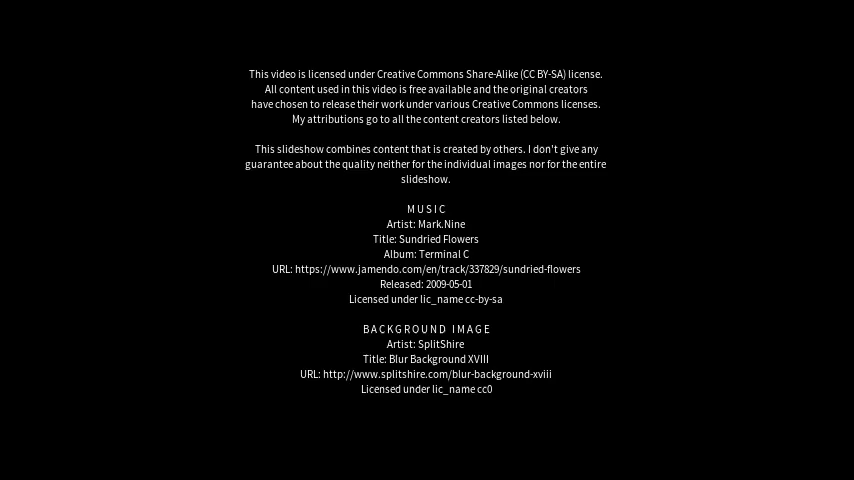 This video is licensed under Creative Commons Share-Alike (CC BY-SA) license.
All content used in this video is free available and the original creators
have chosen to release their work under various Creative Commons licenses.
My attributions go to all the content creators listed below.
This slideshow combines content that is created by others. I don't give any
guarantee about the quality neither for the individual images nor for the entire
slideshow.
MUSIC
Artist: Mark.Nine
Title: Sundried Flowers
Album: Terminal C
URL: https://www.jamendo.com/en/track/337829/sundried-flowers
Released: 2009-05-01
Licensed under lic_name cc-by-sa
BACKGROUND IMAGE
Artist: SplitShire
Title: Blur Background XVIII
URL: http://www.splitshire.com/blur-background-xviii
Licensed under lic_name cc0